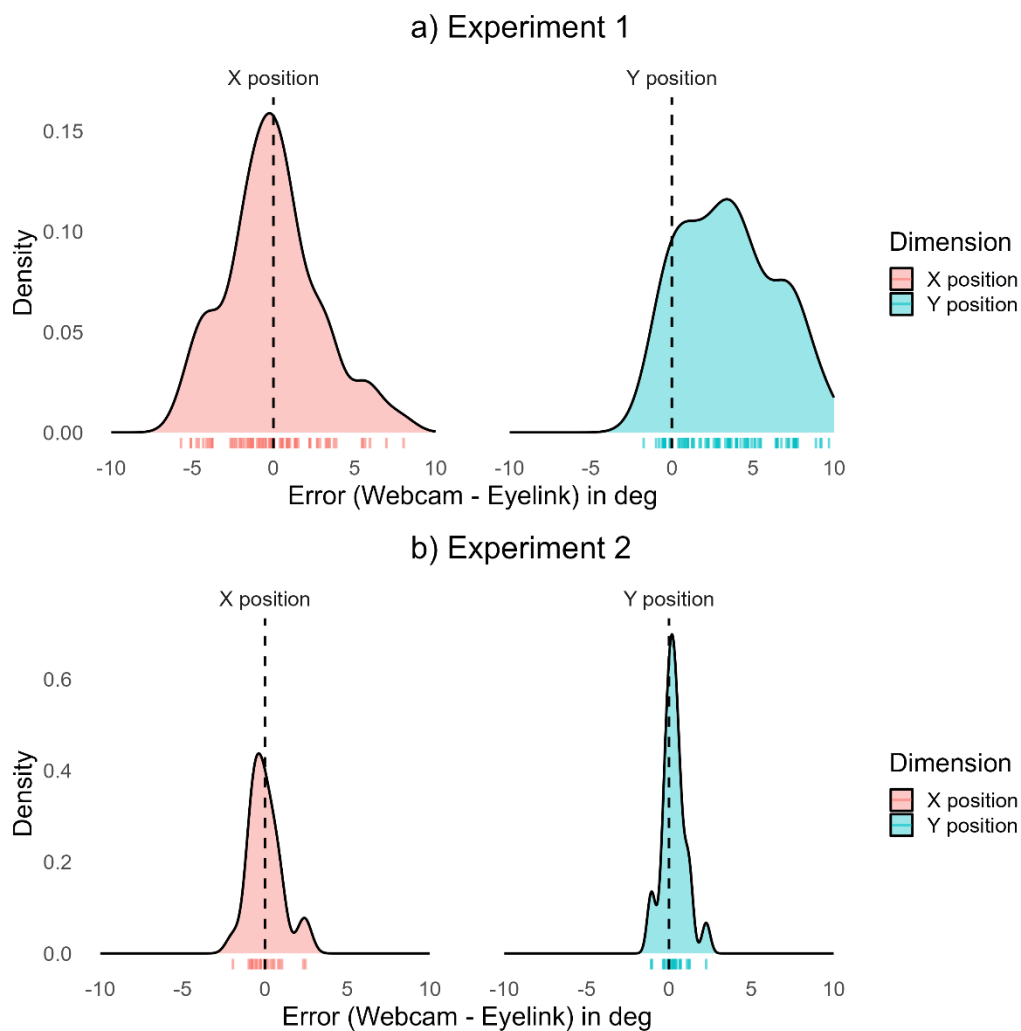 a) Experiment 1
X position
Y position
0.15
0.10
0.05
0.00
Density
-10 -5 0 5 10
-10 -5 0 5 10
Error (Webcam - Eyelink) in deg
Dimension
X position
Y position
b) Experiment 2
X position
Y position
0.6
0.4
0.2
0.0
Density
-10 -5 0 5 10
-10 -5 0 5 10
Error (Webcam - Eyelink) in deg
Dimension
X position
Y position